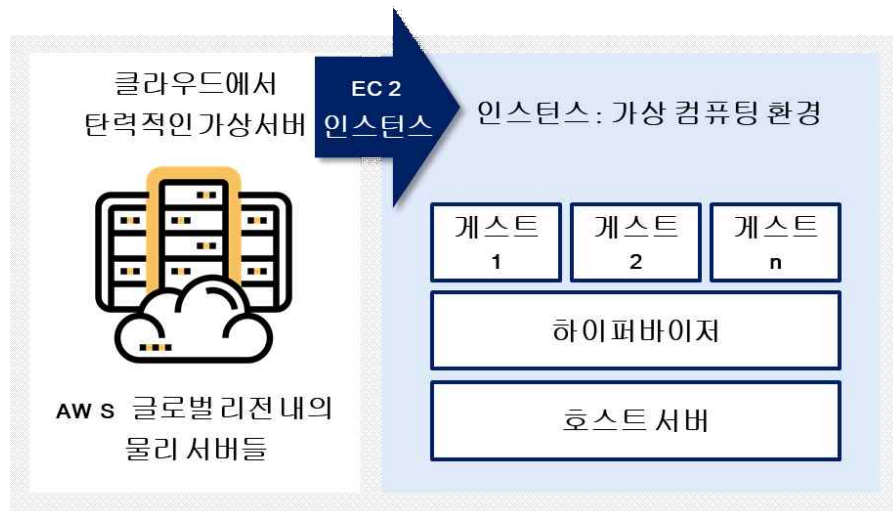 클라우드에서
탄력적인 가상서버
EC2
인스턴스
인스턴스 : 가상 컴퓨팅 환경
게스트
1
게스트
2
게스트
n
하이퍼바이저
호스트 서버
AWS 글로벌 리전 내의
물리 서버들